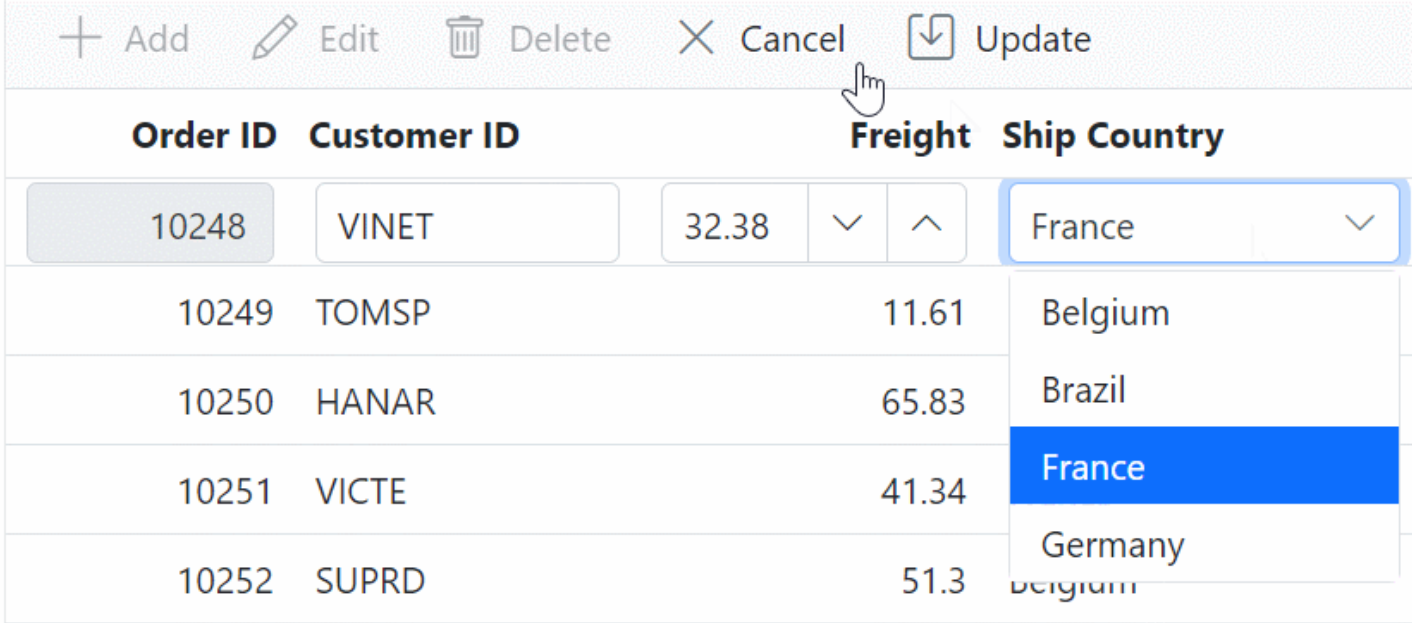 Add Edit Delete Cancel Update
Order ID Customer ID Freight Ship Country
10248 VINET 32.38 France
10249 TOMSP 11.61 Belgium
10250 HANAR 65.83 Brazil
10251 VICTE 41.34 France
Germany
10252 SUPRD 51.3 Belgium